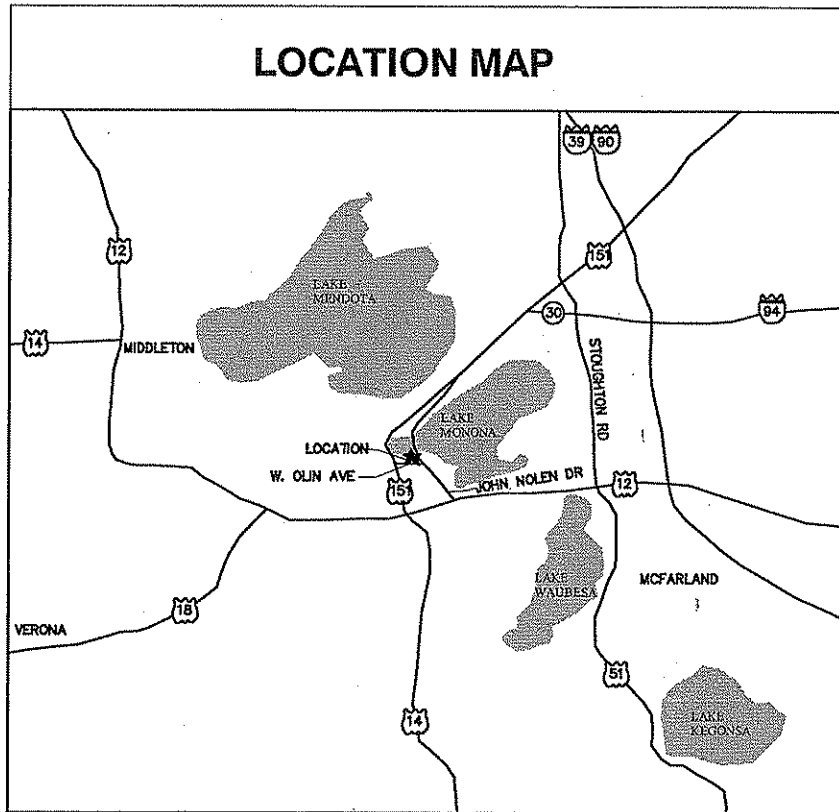 LOCATION MAP
39 90
12
151
LAKE
MENDOTA
30
94
14
MIDDLETON
STOUGHTON RD
LAKE
MONONA
LOCATION
W. OLIN AVE
JOHN NOLEN DR
151
12
LAKE
WAUBESA
MCFARLAND
18
VERONA
51
14
LAKE
KEGONSA